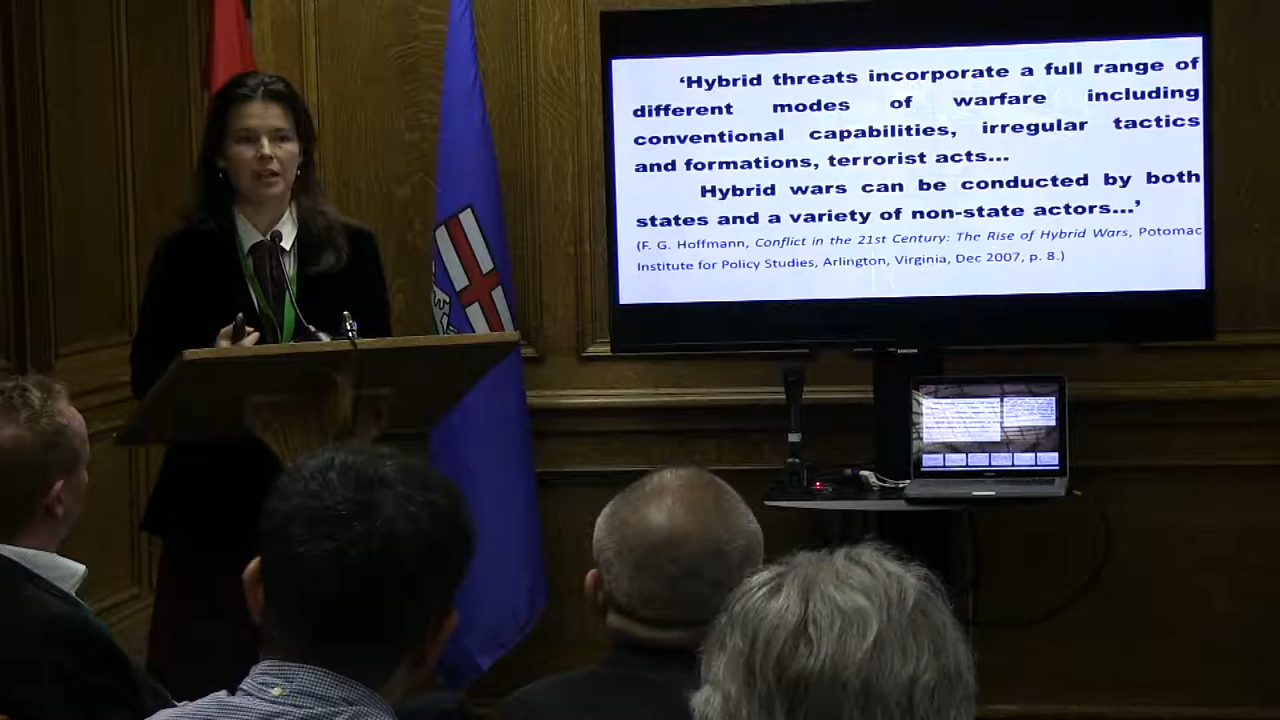 ‘Hybrid threats incorporate a full range of
different modes of warfare including
conventional capabilities, irregular tactics
and formations, terrorist acts...
Hybrid wars can be conducted by both
states and a variety of non-state actors...’
(F. G. Hoffmann, Conflict in the 21st Century: The Rise of Hybrid Wars, Potomac
Institute for Policy Studies, Arlington, Virginia, Dec 2007, p. 8.)
SAMSUNG